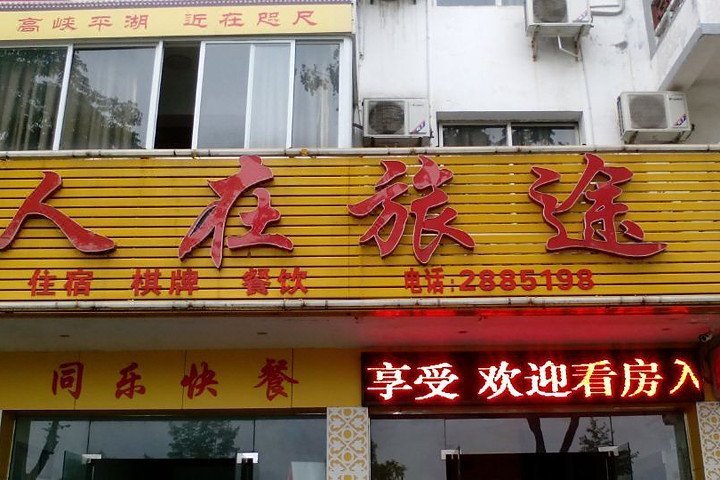 高峡平湖 近在咫尺
人在旅途
住宿 棋牌 餐饮 电话:2885198
同乐快餐
享受 欢迎看房入